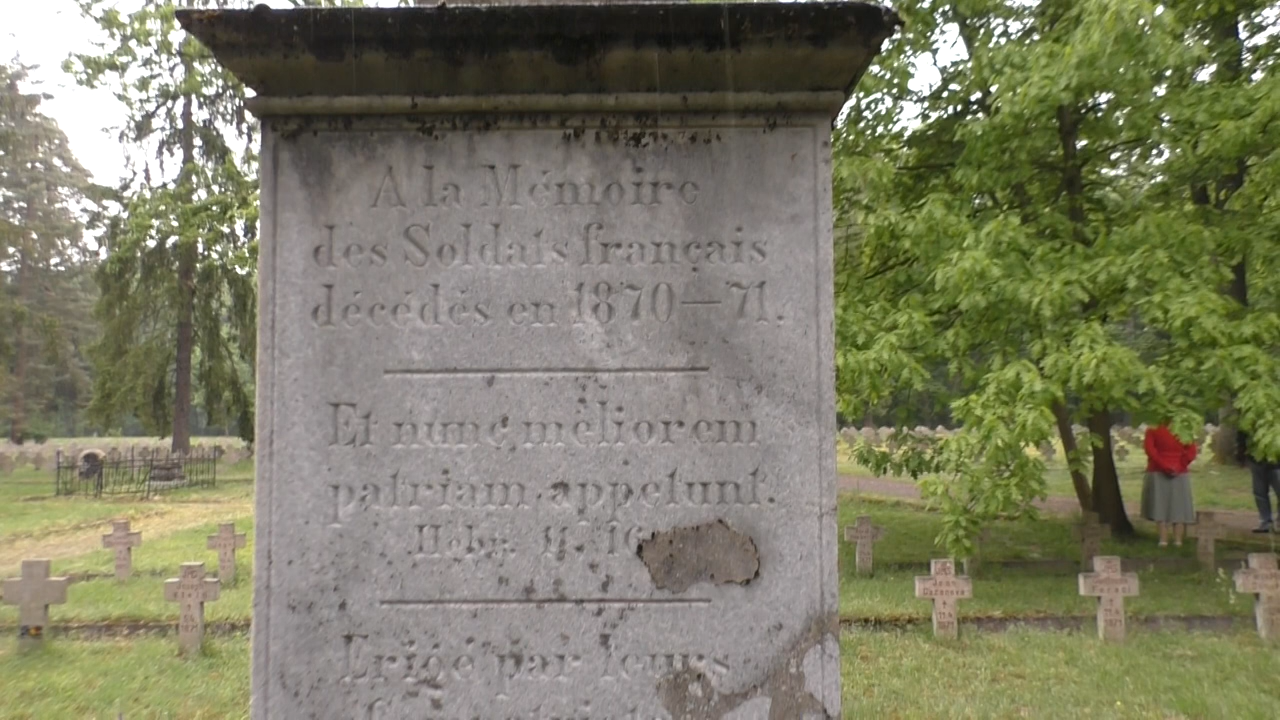 A la Mémoire
des Soldats français
décédés en 1870—71.
Et nunc meliorem
patriam appetunt.
Hebr. 11. 16
Erigé par leurs